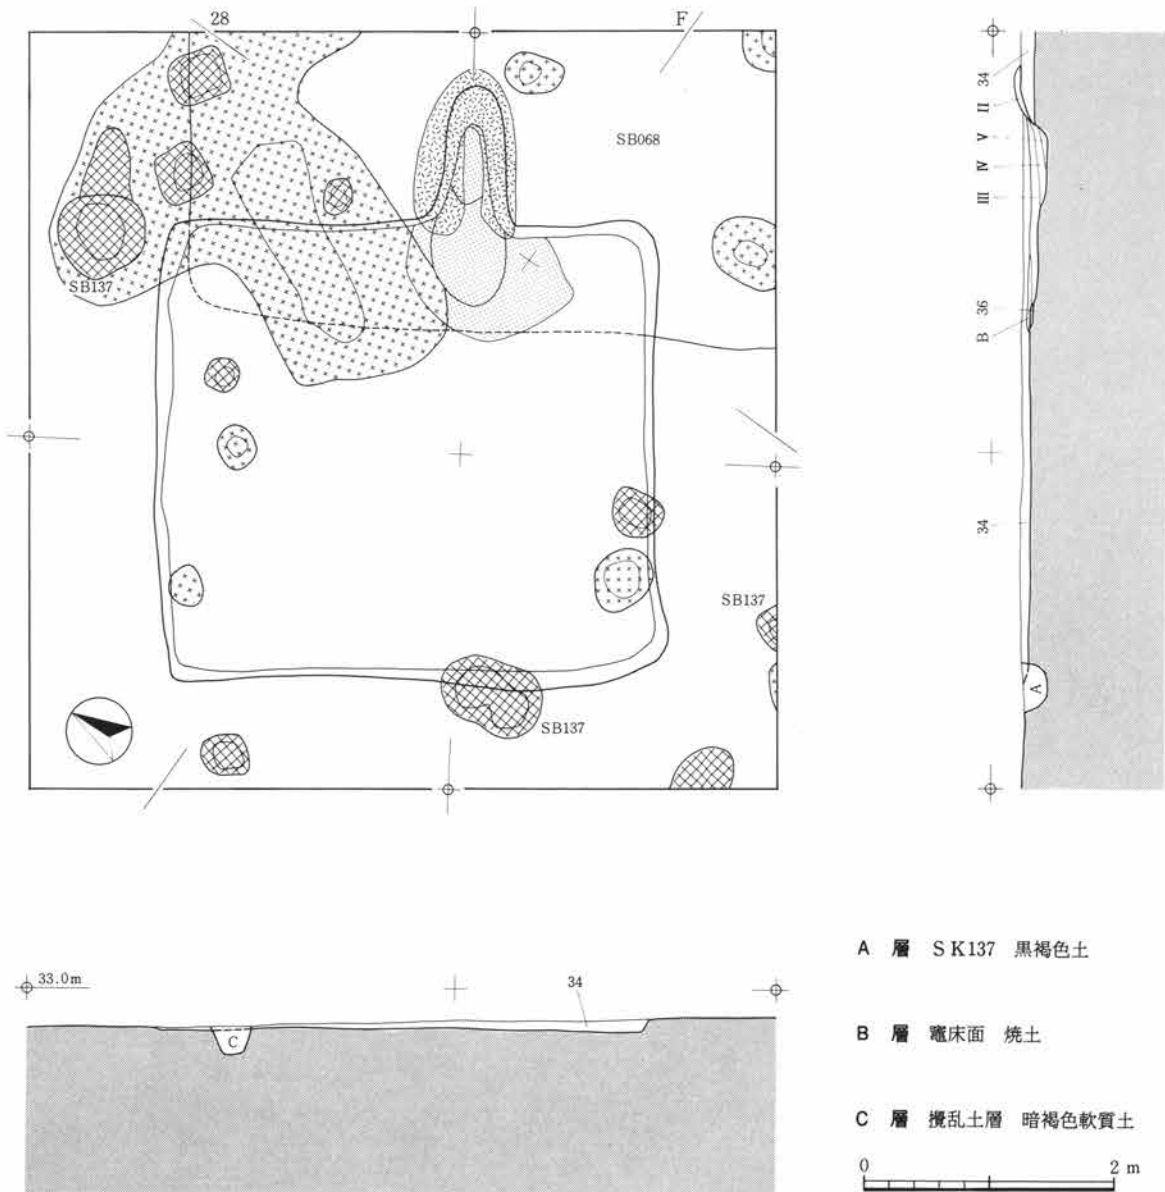 28
F
SB068
SB137
SB137
SB137
34
II
V
IV
III
36
B
34
A
33.0m
34
C
A 層 SK137 黒褐色土
B 層 竈床面 焼土
C 層 攪乱土層 暗褐色軟質土
0 2 m